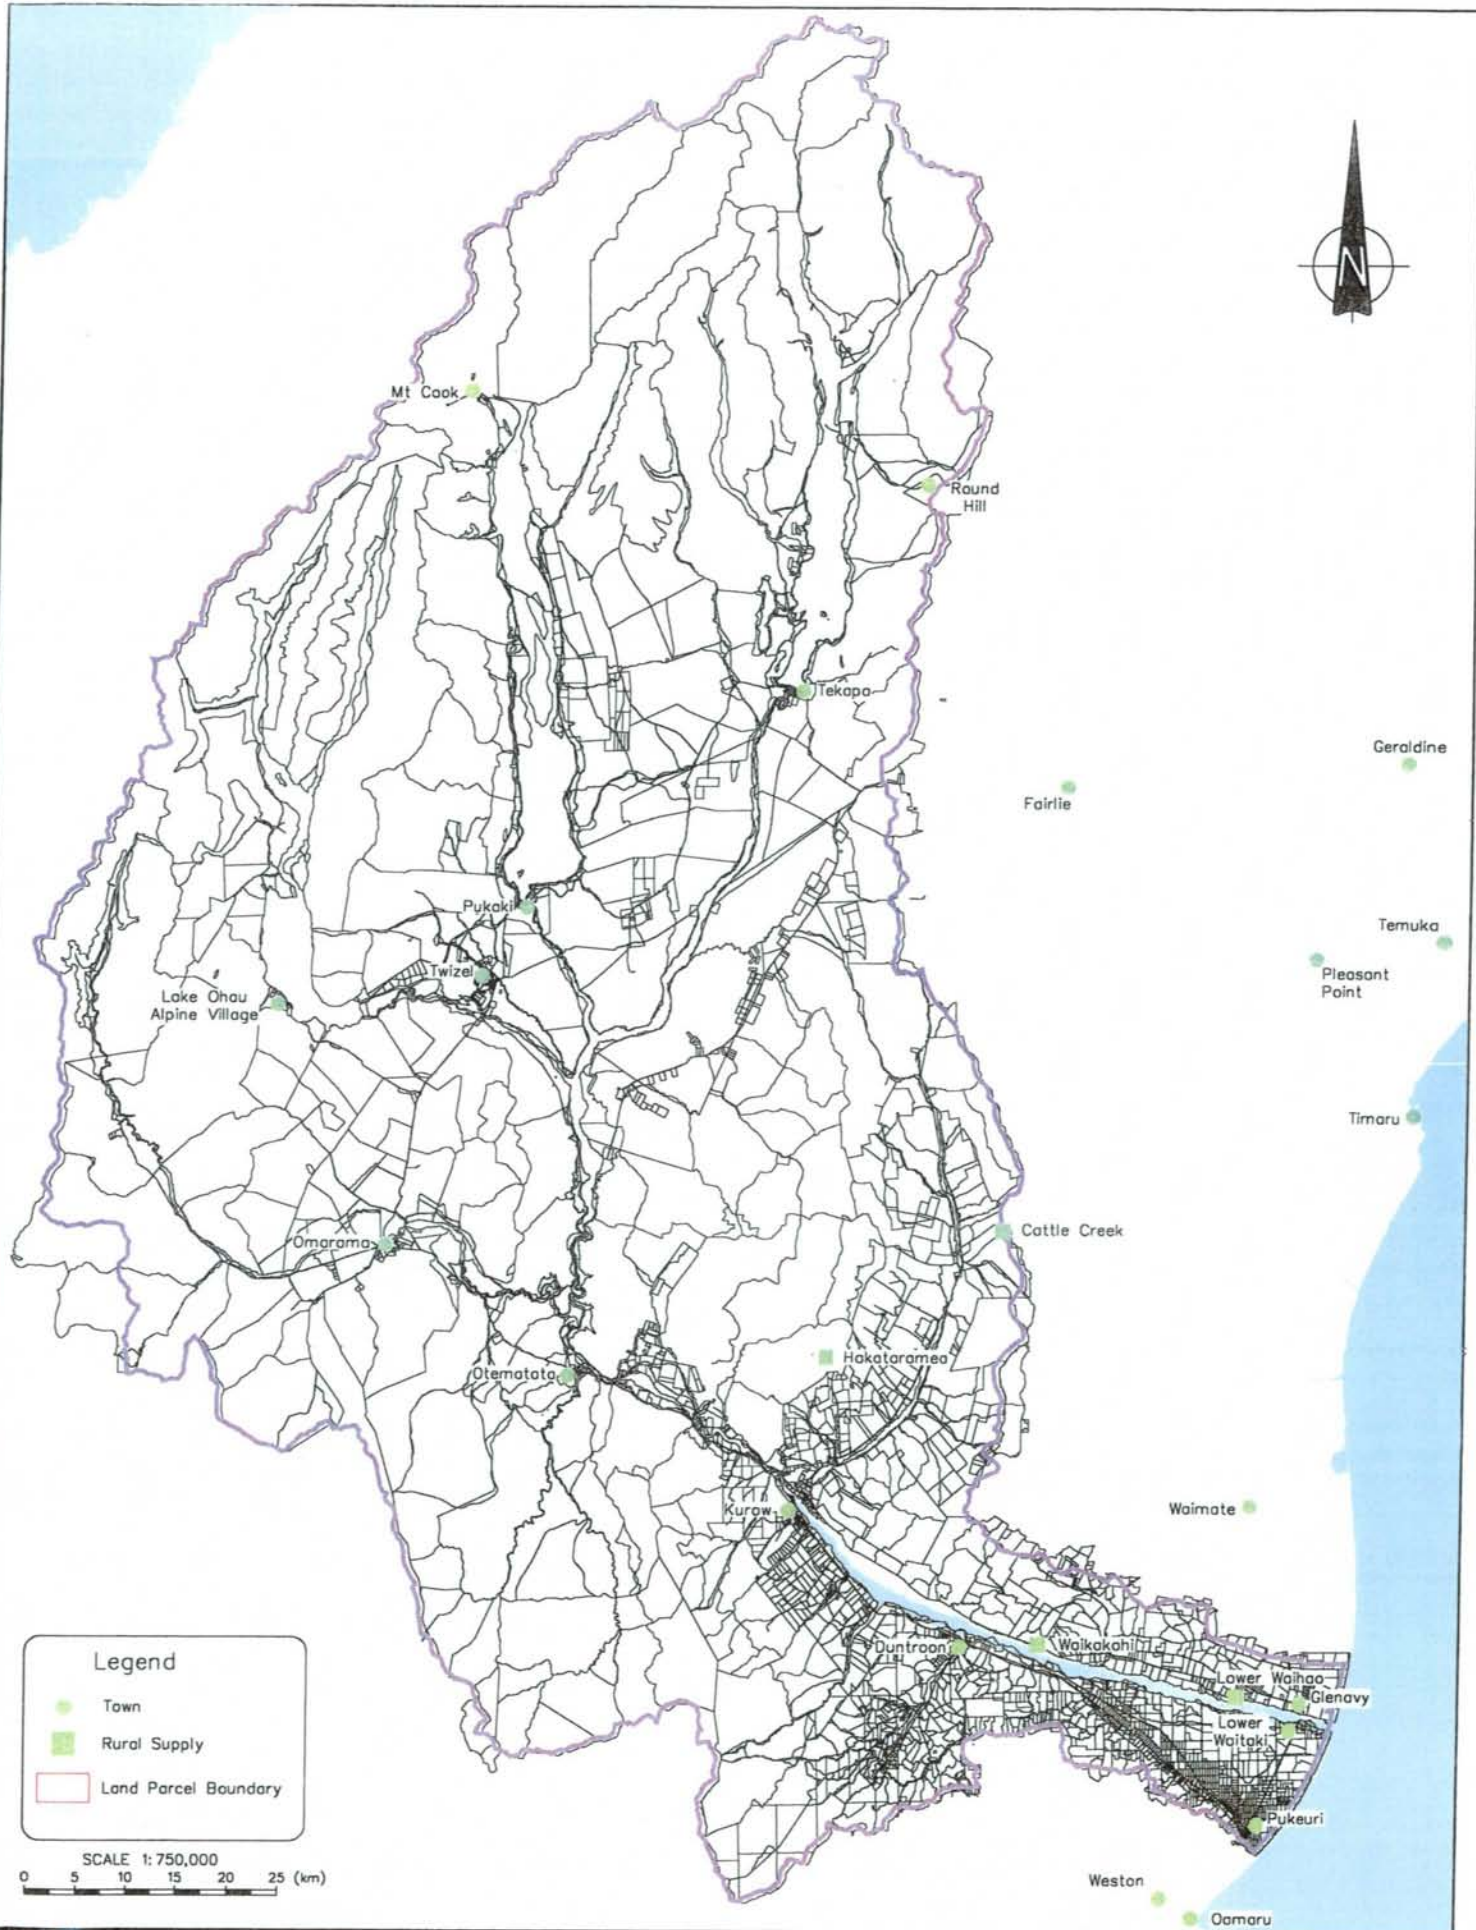 N
Mt Cook
Round
Hill
Tekapo
Geraldine
Fairlie
Pukaki
Temuka
Twizel
Pleasant
Point
Lake Ohau
Alpine Village
Timaru
Cattle Creek
Omarama
Hakataramea
Otematata
Kurow
Waimate
Duntroon
Waikakahi
Lower Waihao
Glenavy
Lower
Waitaki
Pukeuri
Weston
Oamaru
Legend
Town
Rural Supply
Land Parcel Boundary
SCALE 1:750,000
0 5 10 15 20 25 (km)